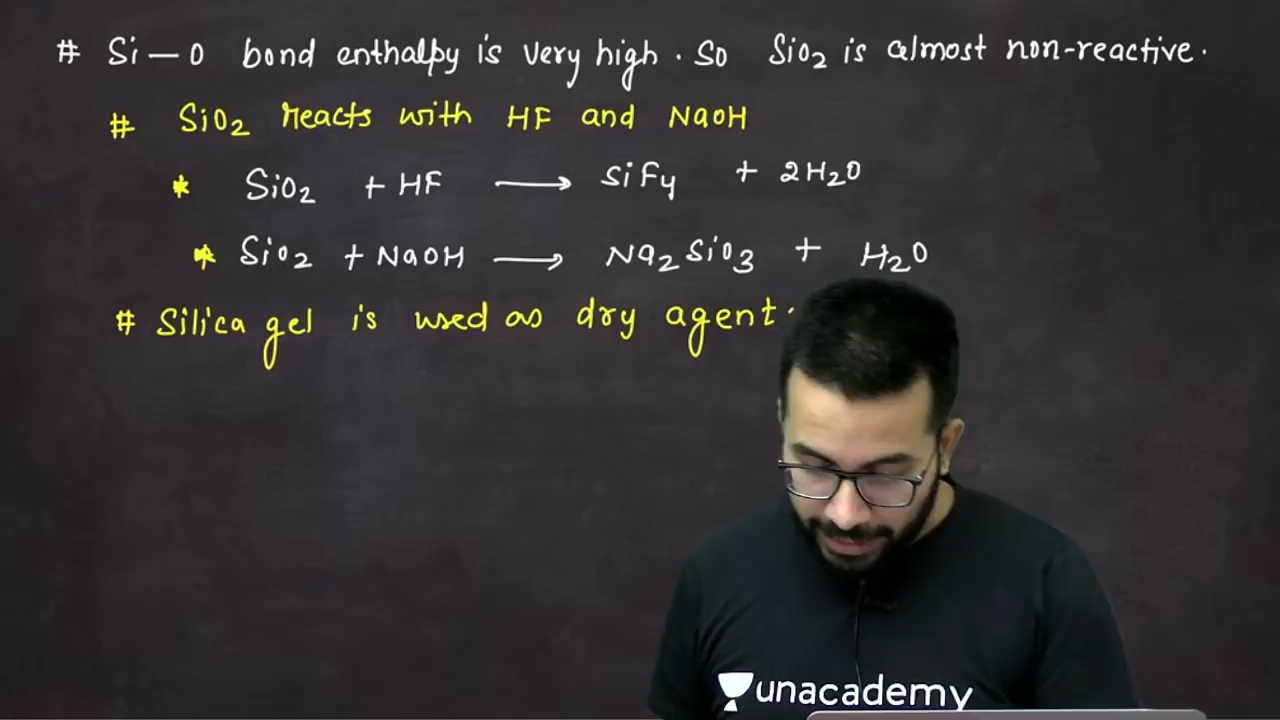 # Si – O bond enthalpy is very high. So SiO₂ is almost non-reactive.
# SiO₂ reacts with HF and NaOH
* SiO₂ + HF → SiF₄ + 2H₂O
* SiO₂ + NaOH → Na₂SiO₃ + H₂O
# Silica gel is used as dry agent.
unacademy